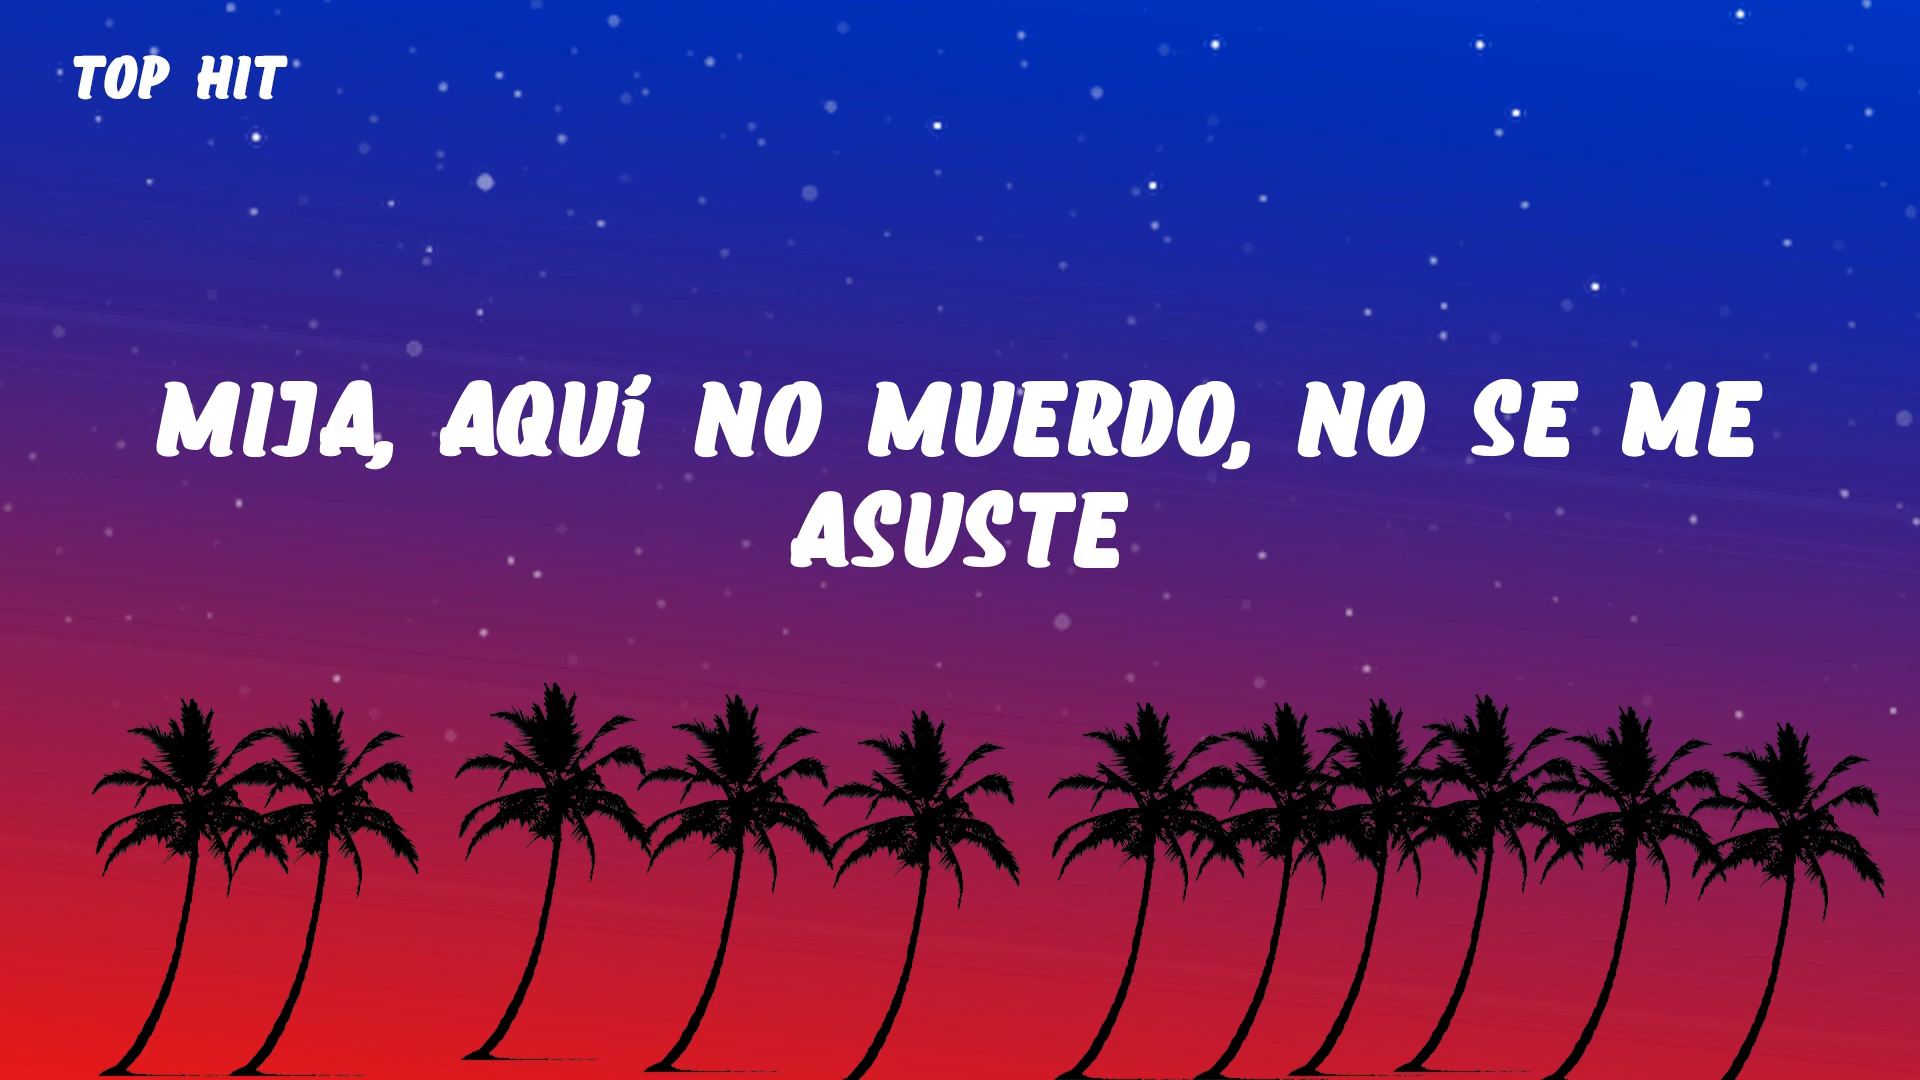 TOP HIT
MIJA, AQUÍ NO MUERDO, NO SE ME
ASUSTE